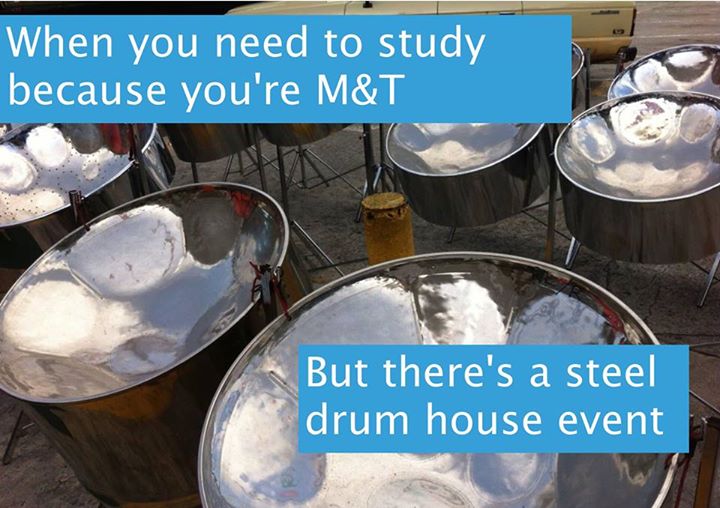 When you need to study
because you're M&T
But there's a steel
drum house event